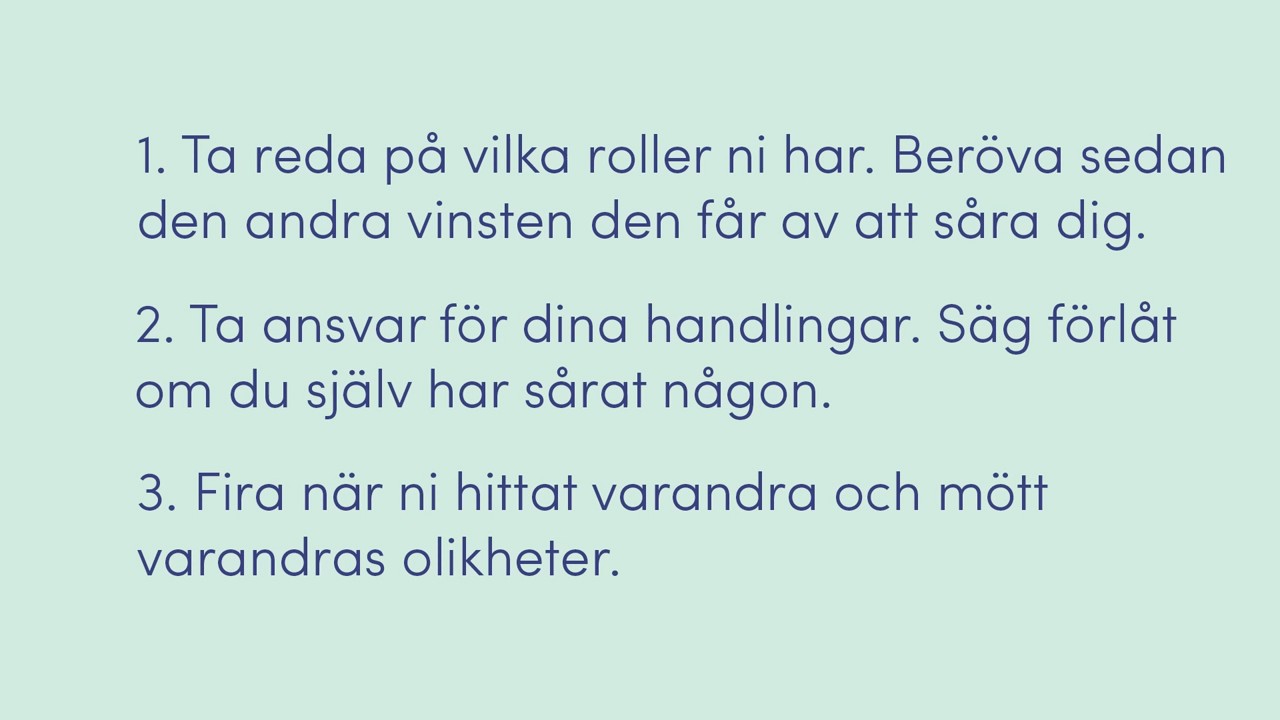 1. Ta reda på vilka roller ni har. Beröva sedan
den andra vinsten den får av att såra dig.
2. Ta ansvar för dina handlingar. Säg förlåt
om du själv har sårat någon.
3. Fira när ni hittat varandra och mött
varandras olikheter.